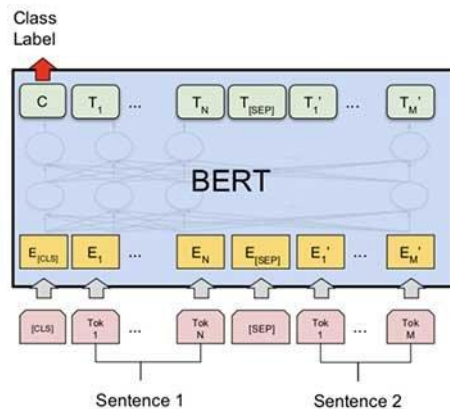 Class
Label
C T1 ... TN T[SEP] T1' ... TM'
BERT
E[CLS] E1 ... EN E[SEP] E1' ... EM'
[CLS] Tok 1 ... Tok N [SEP] Tok 1 ... Tok M
Sentence 1 Sentence 2